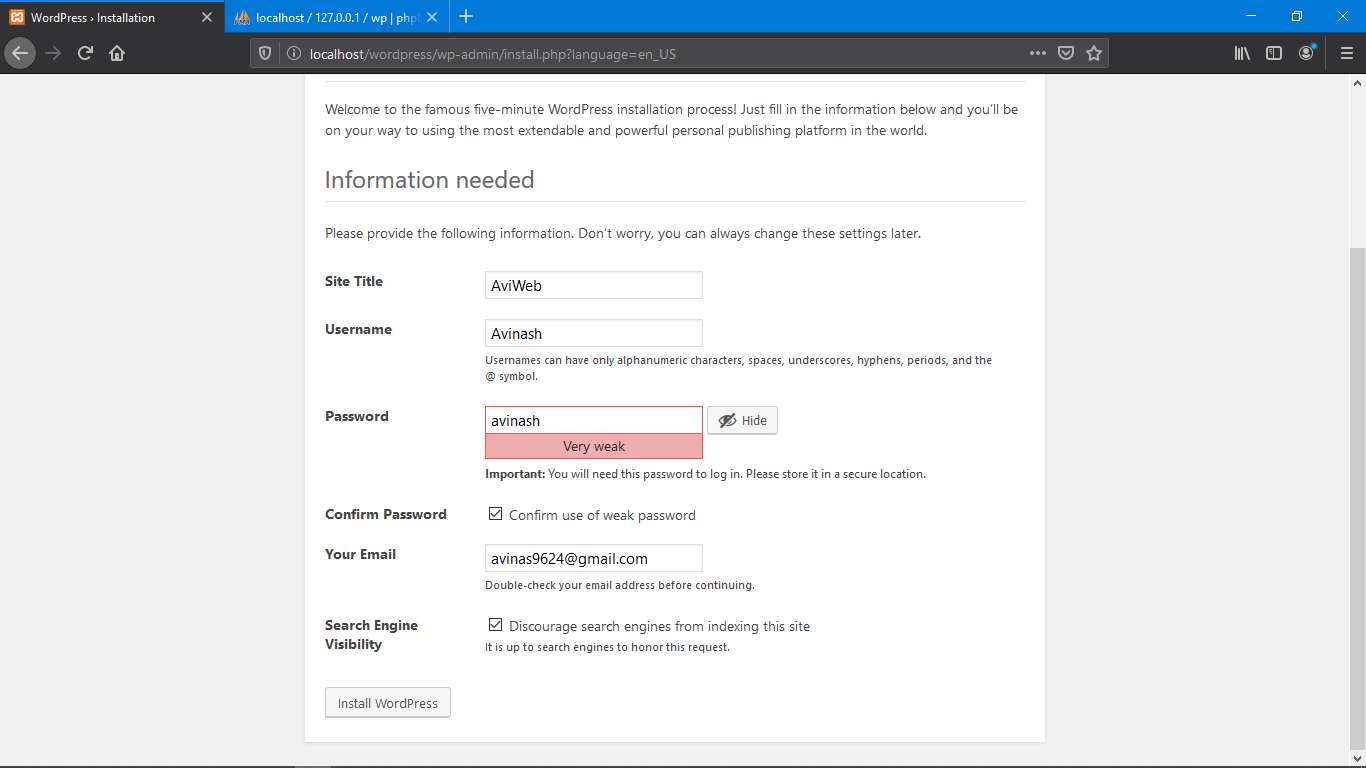 WordPress › Installation
localhost / 127.0.0.1 / wp | php
localhost/wordpress/wp-admin/install.php?language=en_US
Welcome to the famous five-minute WordPress installation process! Just fill in the information below and you’ll be
on your way to using the most extendable and powerful personal publishing platform in the world.
Information needed
Please provide the following information. Don’t worry, you can always change these settings later.
Site Title
AviWeb
Username
Avinash
Usernames can have only alphanumeric characters, spaces, underscores, hyphens, periods, and the
@ symbol.
Password
avinash
Hide
Very weak
Important: You will need this password to log in. Please store it in a secure location.
Confirm Password
Confirm use of weak password
Your Email
avinas9624@gmail.com
Double-check your email address before continuing.
Search Engine
Visibility
Discourage search engines from indexing this site
It is up to search engines to honor this request.
Install WordPress